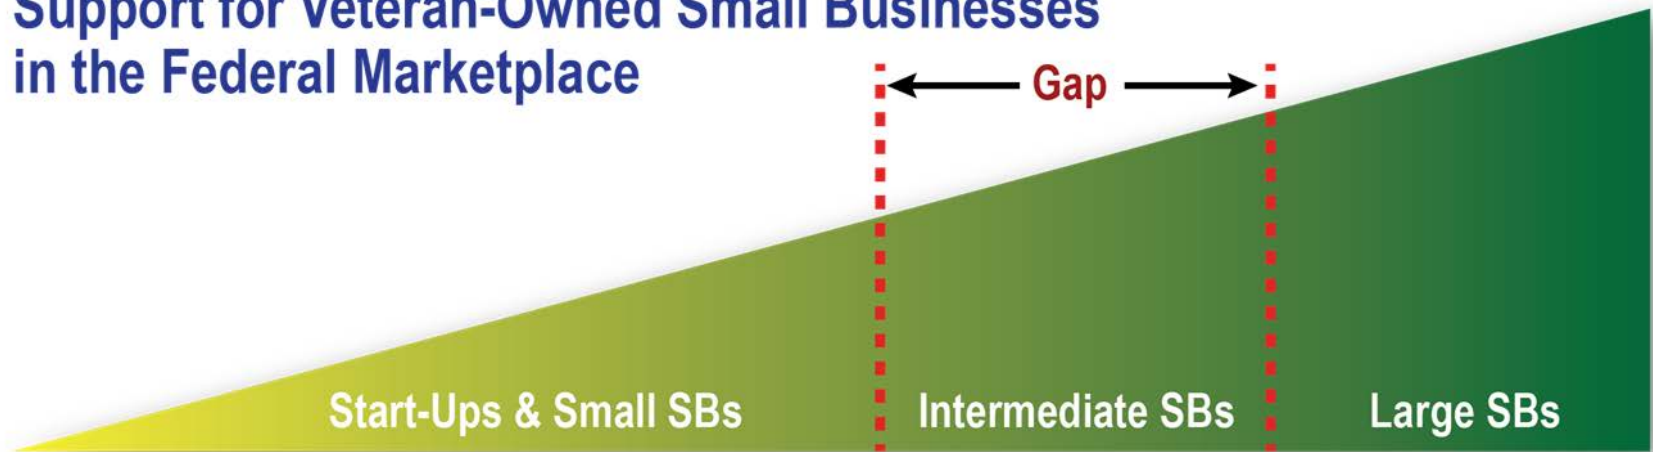 Support for Veteran-Owned Small Businesses
in the Federal Marketplace
Gap
Start-Ups & Small SBs
Intermediate SBs
Large SBs